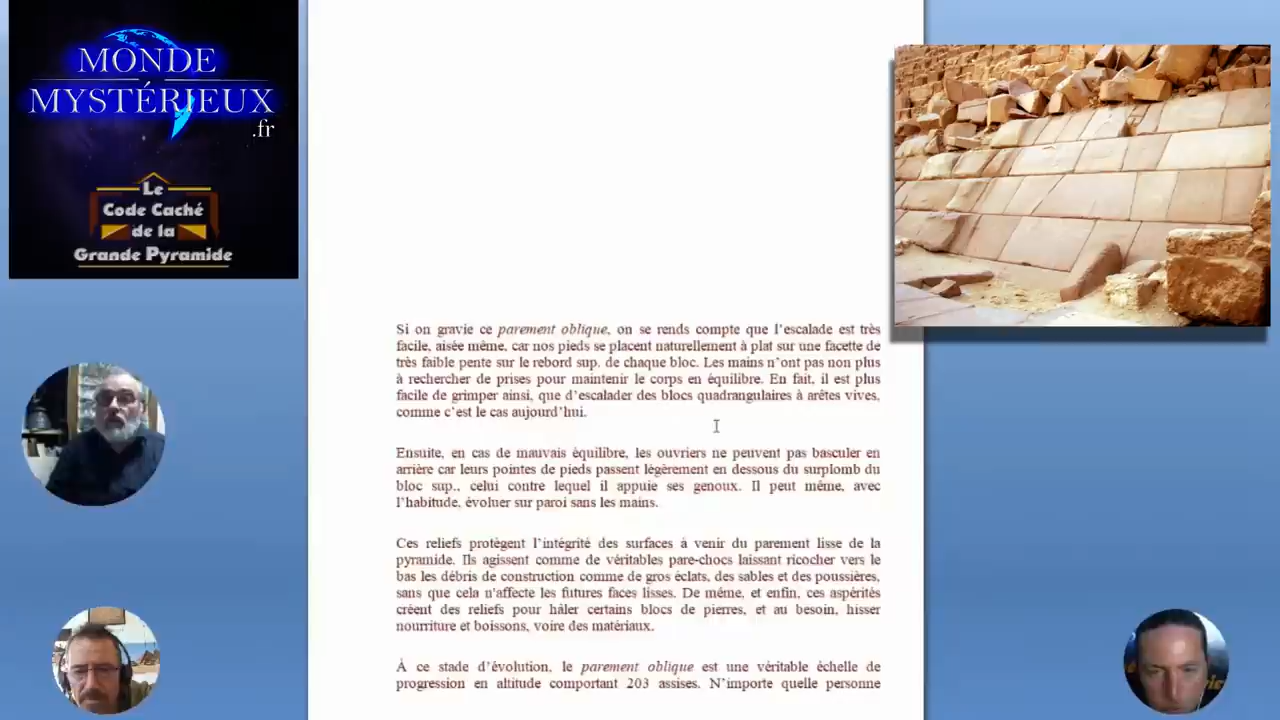 MONDE
MYSTÉRIEUX
.fr
Le
Code Caché
de la
Grande Pyramide
Si on gravie ce parement oblique, on se rends compte que l'escalade est très
facile, aisée même, car nos pieds se placent naturellement à plat sur une facette de
très faible pente sur le rebord sup. de chaque bloc. Les mains n'ont pas non plus
à rechercher de prises pour maintenir le corps en équilibre. En fait, il est plus
facile de grimper ainsi, que d'escalader des blocs quadrangulaires à arêtes vives,
comme c'est le cas aujourd'hui.
Ensuite, en cas de mauvais équilibre, les ouvriers ne peuvent pas basculer en
arrière car leurs pointes de pieds passent légèrement en dessous du surplomb du
bloc sup., celui contre lequel il appuie ses genoux. Il peut même, avec
l'habitude, évoluer sur paroi sans les mains.
Ces reliefs protègent l'intégrité des surfaces à venir du parement lisse de la
pyramide. Ils agissent comme de véritables pare-chocs laissant ricocher vers le
bas les débris de construction comme de gros éclats, des sables et des poussières,
sans que cela n'affecte les futures faces lisses. De même, et enfin, ces aspérités
créent des reliefs pour hâler certains blocs de pierres, et au besoin, hisser
nourriture et boissons, voire des matériaux.
À ce stade d'évolution, le parement oblique est une véritable échelle de
progression en altitude comportant 203 assises. N'importe quelle personne